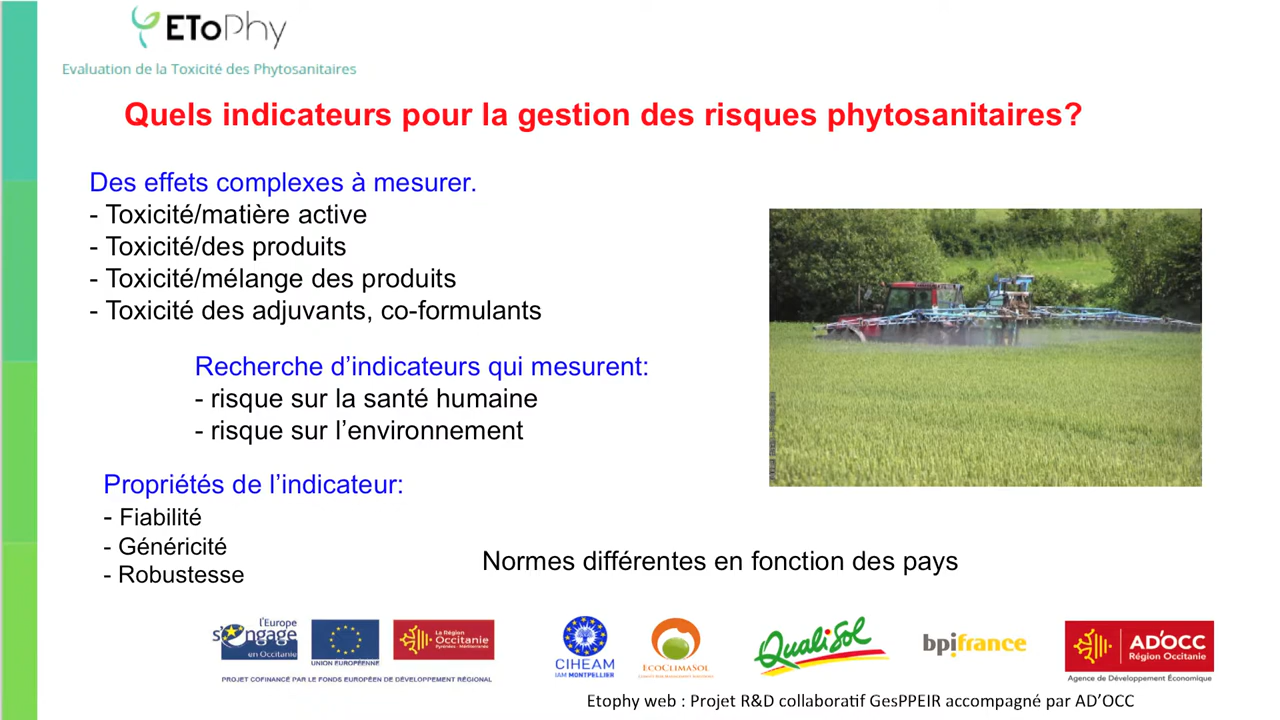 EToPhy
Evaluation de la Toxicité des Phytosanitaires
Quels indicateurs pour la gestion des risques phytosanitaires?
Des effets complexes à mesurer.
- Toxicité/matière active
- Toxicité/des produits
- Toxicité/mélange des produits
- Toxicité des adjuvants, co-formulants
Recherche d’indicateurs qui mesurent:
- risque sur la santé humaine
- risque sur l’environnement
Propriétés de l’indicateur:
- Fiabilité
- Généricité
- Robustesse
Normes différentes en fonction des pays
l'Europe
s'engage
en Occitanie
UNION EUROPÉENNE
La Région
Occitanie
Pyrénées - Méditerranée
PROJET COFINANCÉ PAR LE FONDS EUROPÉEN DE DÉVELOPPEMENT RÉGIONAL
CIHEAM
IAM MONTPELLIER
ECOCLIMASOL
QualiSol
bpifrance
AD'OCC
Région Occitanie
Agence de Développement Économique
Etophy web : Projet R&D collaboratif GesPPEIR accompagné par AD’OCC